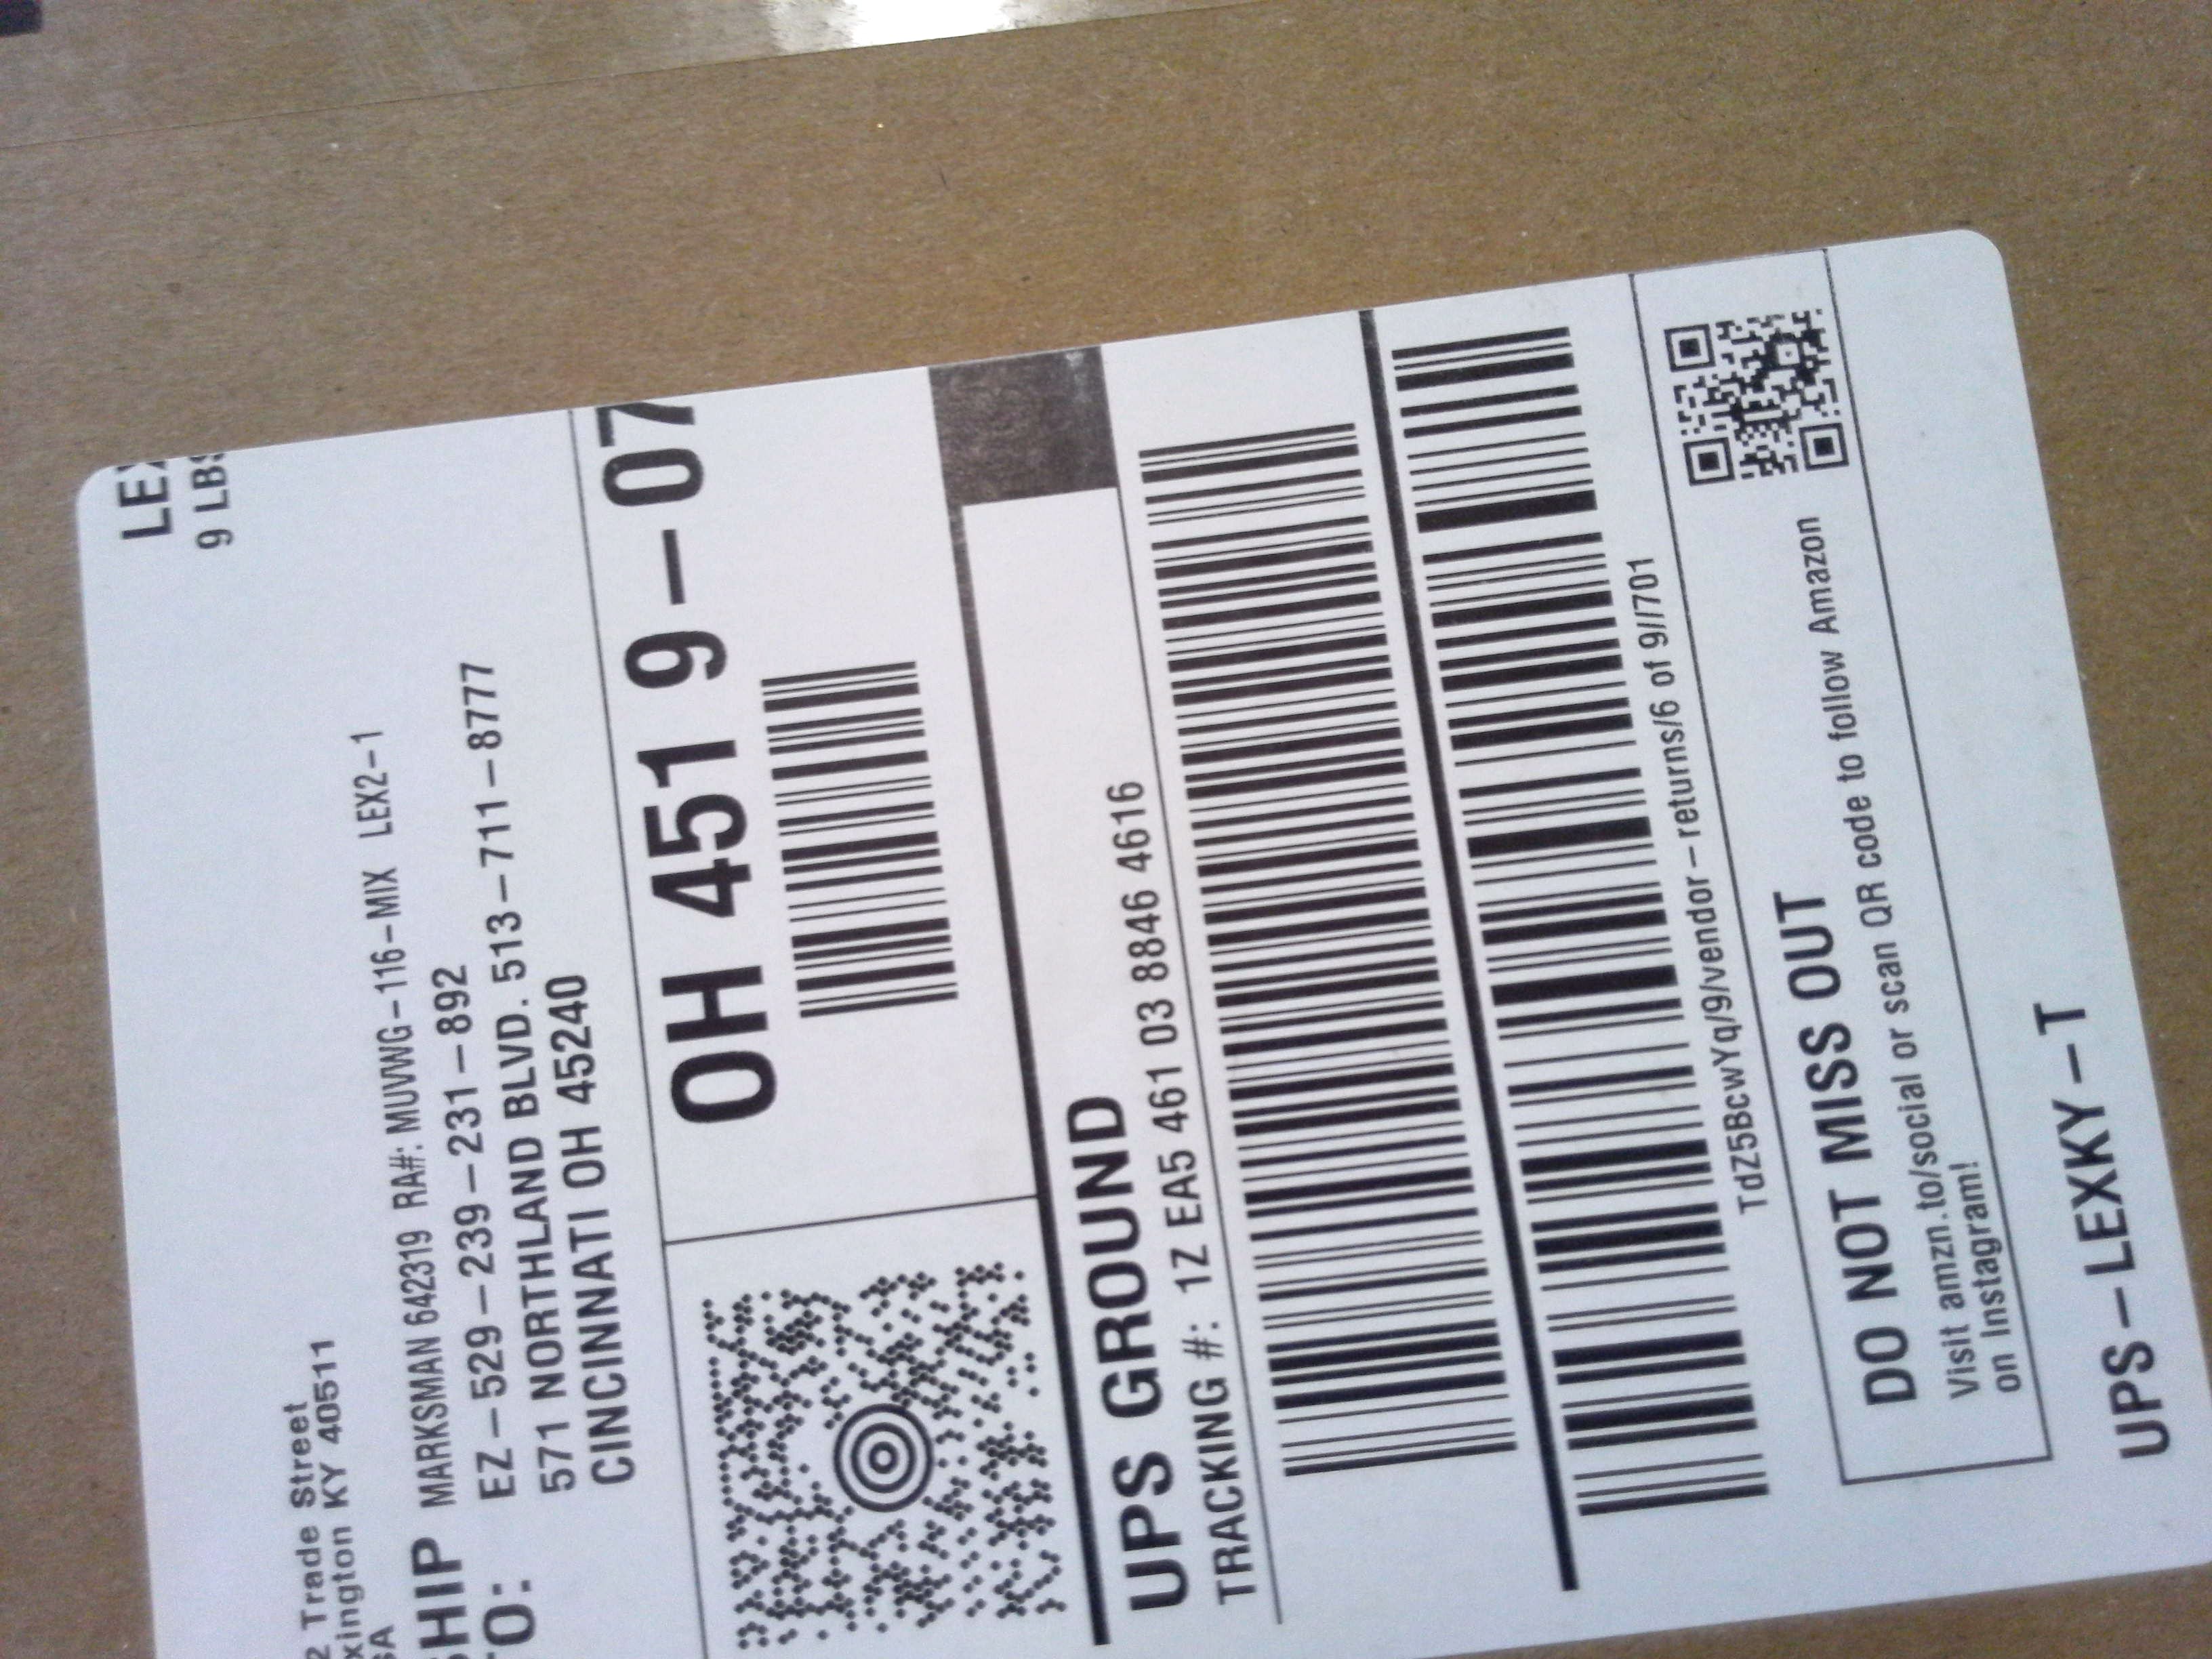 LEX
9 LBS
2 Trade Street
xington KY 40511
SA
SHIP
TO:
MARKSMAN 642319 RA#: MUVWG-116-MIX LEX2-1
EZ-529-239-231-892
571 NORTHLAND BLVD. 513-711-8777
CINCINNATI OH 45240
OH 451 9-07
UPS GROUND
TRACKING #: 1Z EA5 461 03 8846 4616
TdZ5BcwYq/9/vendor-returns/6 of 9//701
DO NOT MISS OUT
Visit amzn.to/social or scan QR code to follow Amazon
on Instagram!
UPS-LEXKY-T